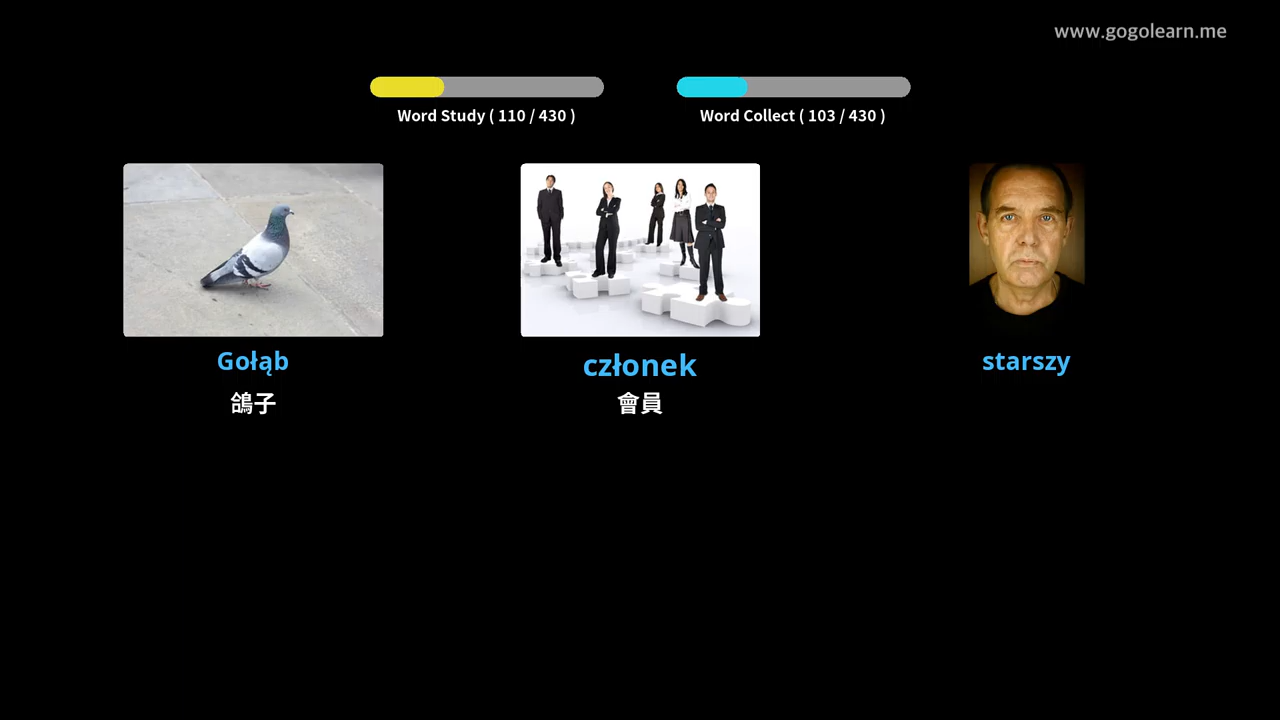 www.gogolearn.me
Word Study ( 110 / 430 )
Word Collect ( 103 / 430 )
Gołąb
członek
starszy
鴿子
會員